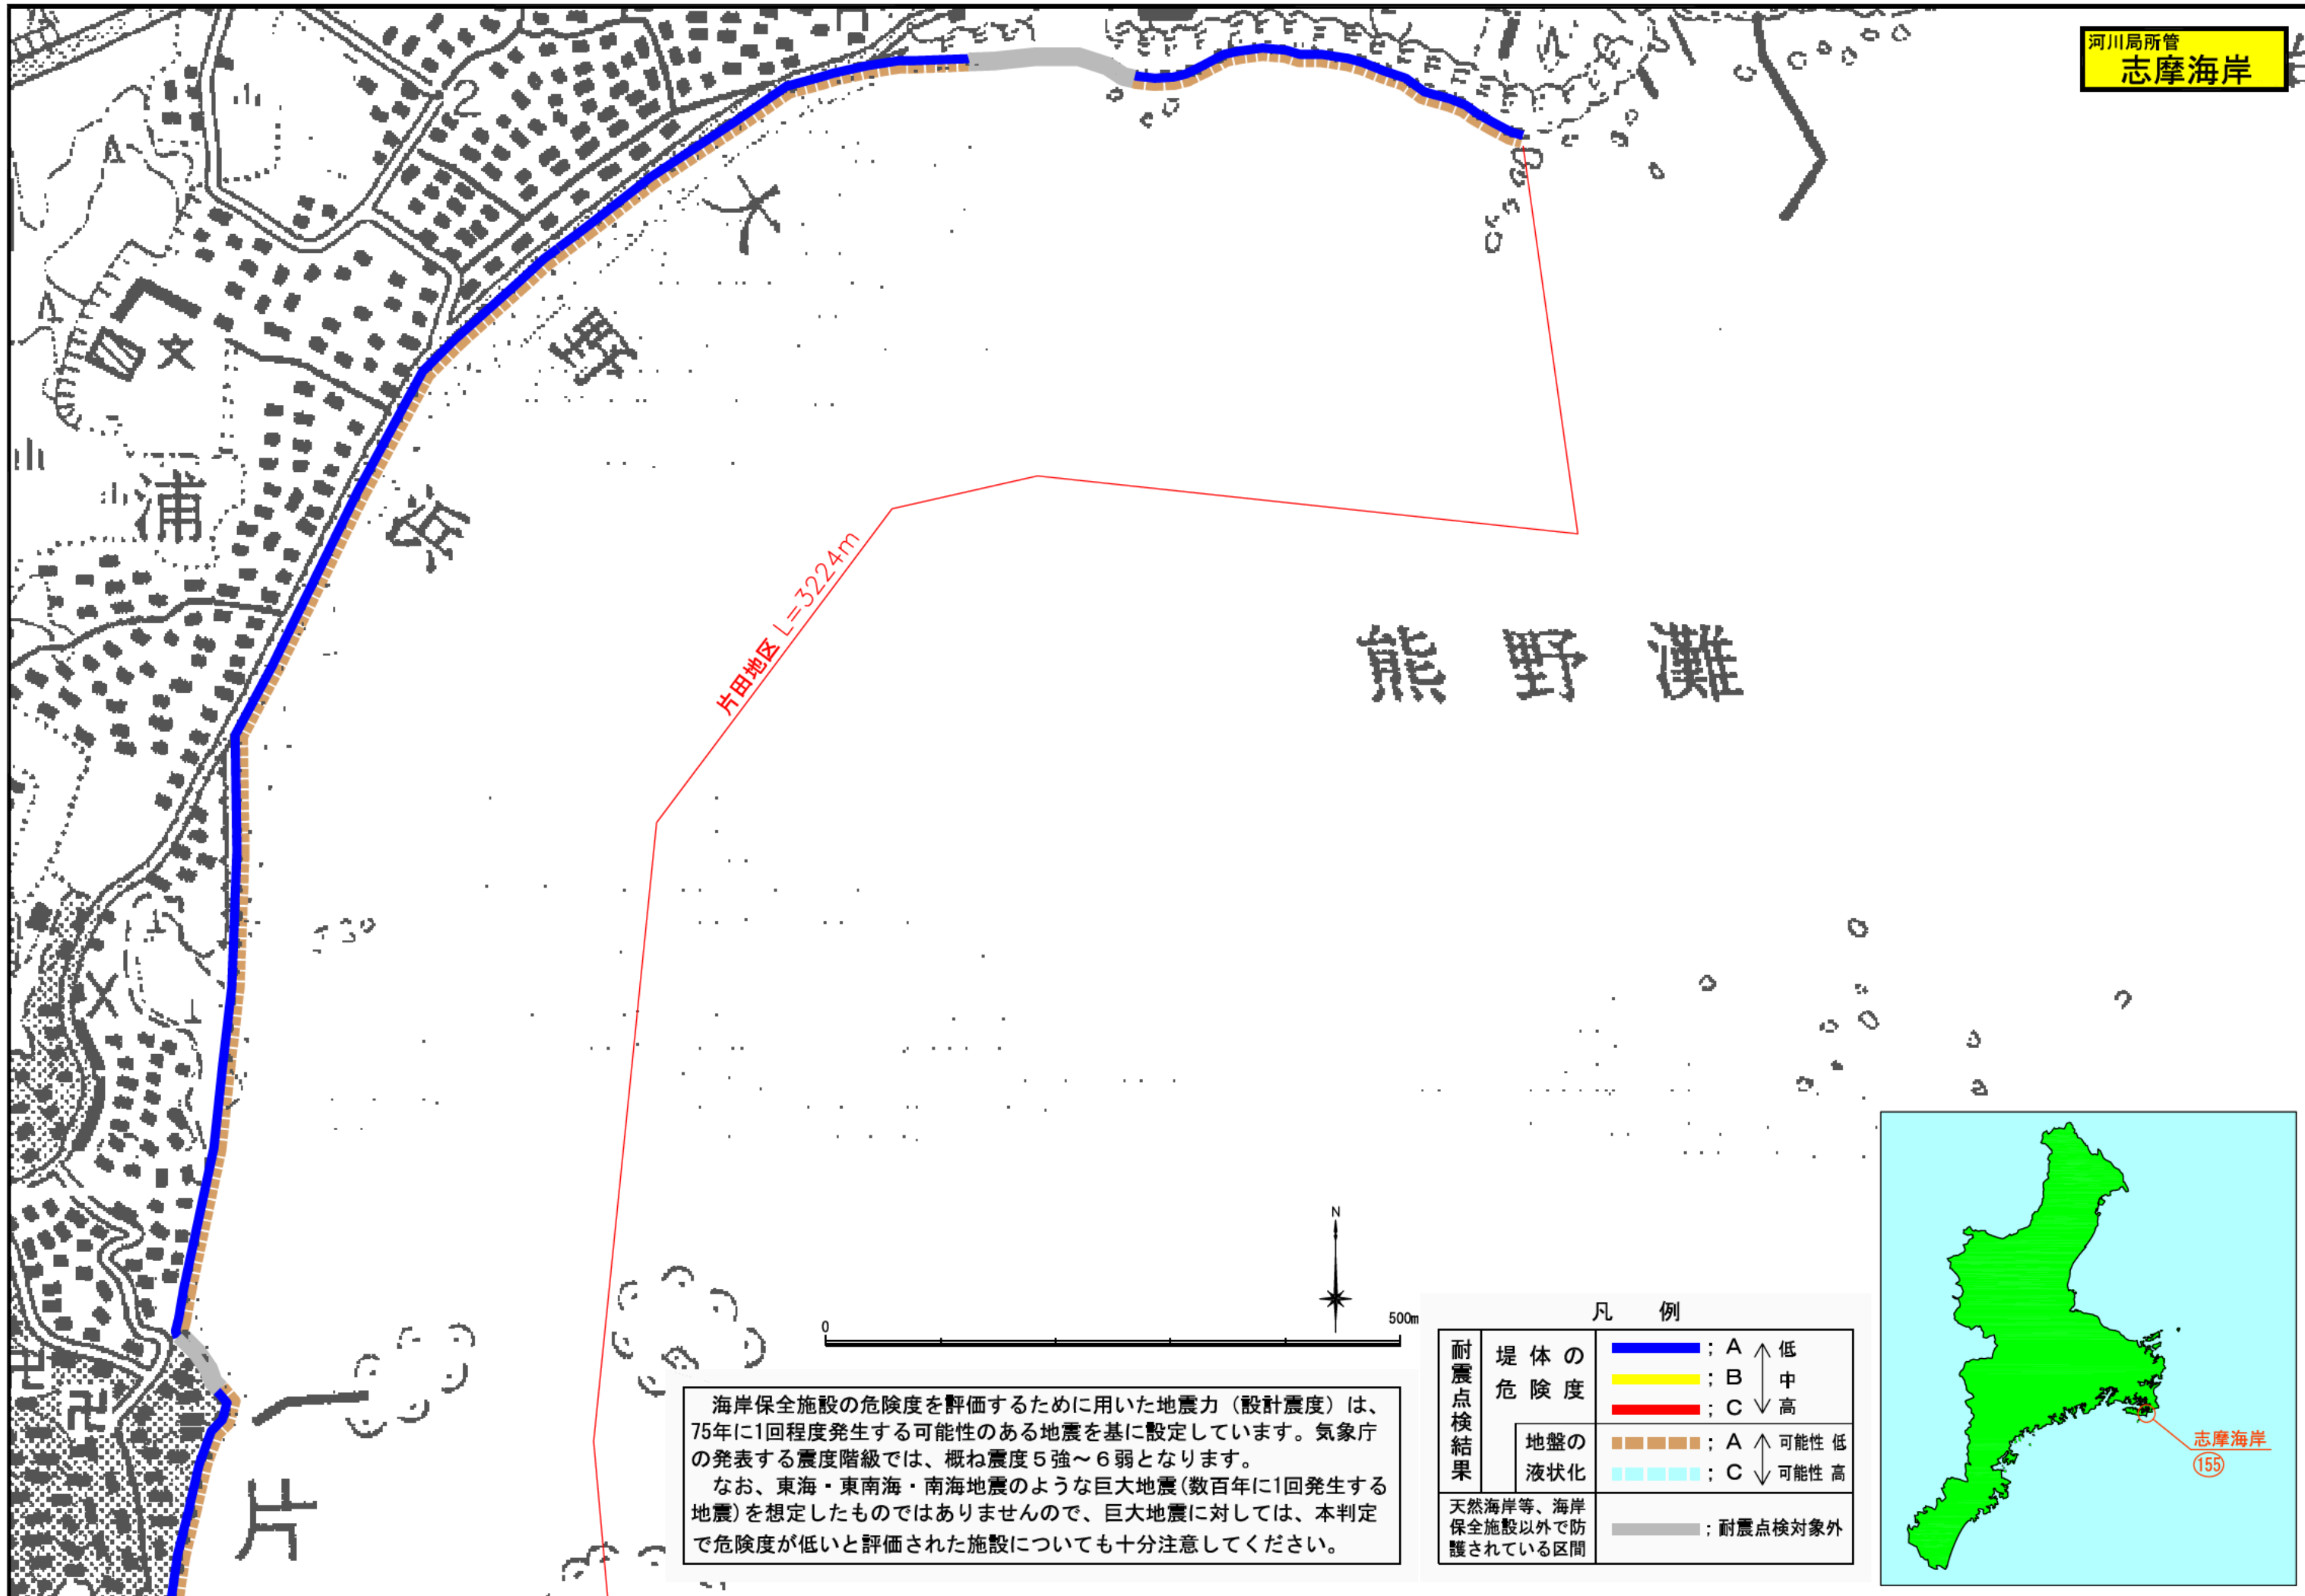 河川局所管
志摩海岸
2
大
野
浜
浦
文
片田地区 L=3224m
熊野灘
片
N
0
500m
海岸保全施設の危険度を評価するために用いた地震力（設計震度）は、
75年に1回程度発生する可能性のある地震を基に設定しています。気象庁
の発表する震度階級では、概ね震度５強～６弱となります。
なお、東海・東南海・南海地震のような巨大地震(数百年に1回発生する
地震)を想定したものではありませんので、巨大地震に対しては、本判定
で危険度が低いと評価された施設についても十分注意してください。
凡 例
耐震点検結果
堤体の
危険度
; A 低
; B 中
; C 高
地盤の
液状化
; A 可能性 低
; C 可能性 高
天然海岸等、海岸
保全施設以外で防
護されている区間
; 耐震点検対象外
志摩海岸
155